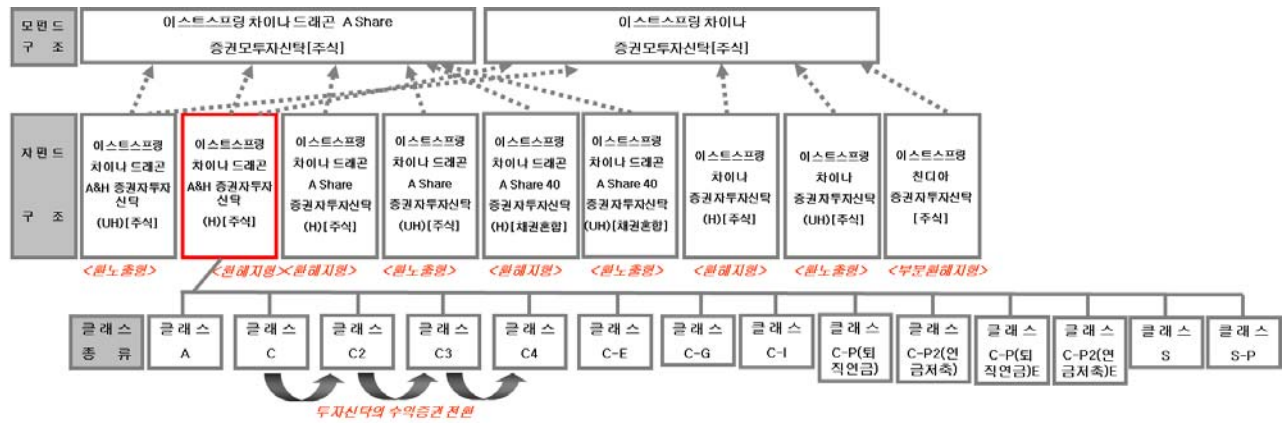 모펀드
구 조
이스트스프링 차이나 드래곤 A Share
증권모투자신탁[주식]
이스트스프링 차이나
증권모투자신탁[주식]
자펀드
구 조
이스트스프링
차이나 드래곤
A&H 증권자투자
신탁
(UH)[주식]
이스트스프링
차이나 드래곤
A&H 증권자투자
신탁
(H)[주식]
이스트스프링
차이나 드래곤
A Share
증권자투자신탁
(H)[주식]
이스트스프링
차이나 드래곤
A Share
증권자투자신탁
(UH)[주식]
이스트스프링
차이나 드래곤
A Share 40
증권자투자신탁
(H)[채권혼합]
이스트스프링
차이나 드래곤
A Share 40
증권자투자신탁
(UH)[채권혼합]
이스트스프링
차이나
증권자투자신탁
(H)[주식]
이스트스프링
차이나
증권자투자신탁
(UH)[주식]
이스트스프링
친디아
증권자투자신탁
[주식]
<환노출형>
<환헤지형>
<환헤지형>
<환노출형>
<환헤지형>
<환노출형>
<환헤지형>
<환노출형>
<부분환헤지형>
클래스
종 류
클래스
A
클래스
C
클래스
C2
클래스
C3
클래스
C4
클래스
C-E
클래스
C-G
클래스
C-I
클래스
C-P(퇴
직연금)
클래스
C-P2(연
금저축)
클래스
C-P(퇴
직연금)E
클래스
C-P2(연
금저축)E
클래스
S
클래스
S-P
투자신탁의 수익증권 전환